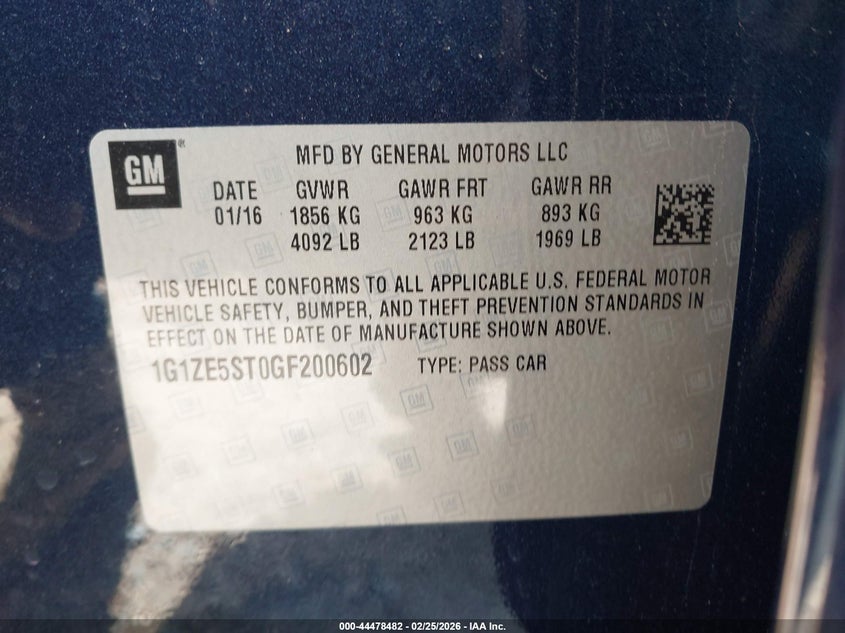 GM
MFD BY GENERAL MOTORS LLC
DATE GVWR GAWR FRT GAWR RR
01/16 1856 KG 963 KG 893 KG
4092 LB 2123 LB 1969 LB
THIS VEHICLE CONFORMS TO ALL APPLICABLE U.S. FEDERAL MOTOR
VEHICLE SAFETY, BUMPER, AND THEFT PREVENTION STANDARDS IN
EFFECT ON THE DATE OF MANUFACTURE SHOWN ABOVE.
1G1ZE5ST0GF200602 TYPE: PASS CAR
000-44478482 - 02/25/2026 - IAA Inc.